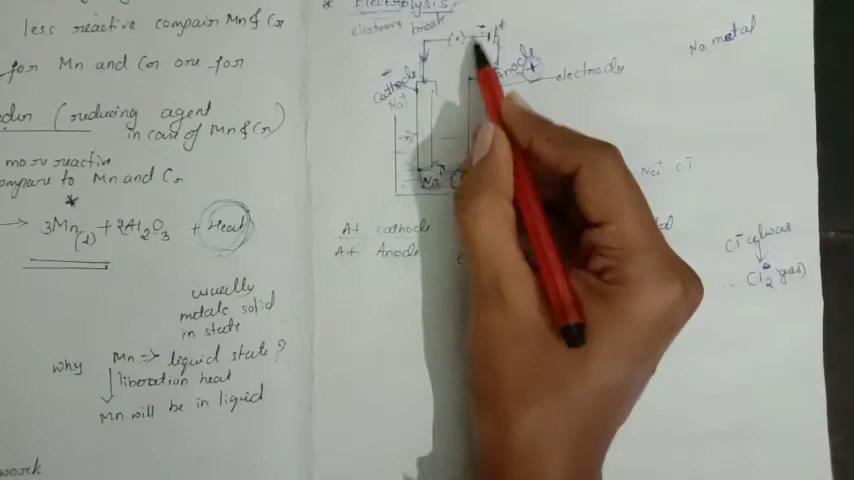 less reactive compair Mn & Cr
for Mn and Cr are for
(reducing agent
in case of Mn & Cr)
more reactive
compare to Mn and Cr
*
→ 3Mn(l) + 2Al2O3 + Heat
usually
metals solid
in state
why Mn => liquid state?
liberation heat
Mn will be in liquid
work
* Electrolysis
electrons
(•) - +
cathode
Na+
anode +
electrode
Na+
Na metal
Na+ Cl-
At cathode
At Anode
Cl-
Cl2 gas)